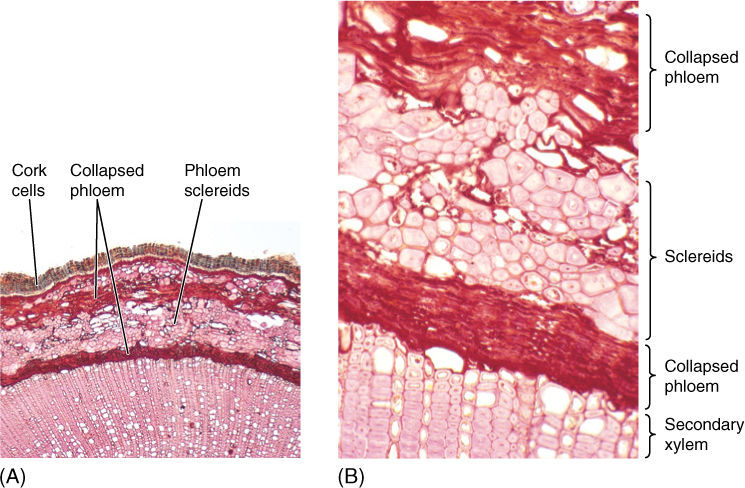 Cork
cells
Collapsed
phloem
Phloem
sclereids
(A)
Collapsed
phloem
Sclereids
Collapsed
phloem
Secondary
xylem
(B)